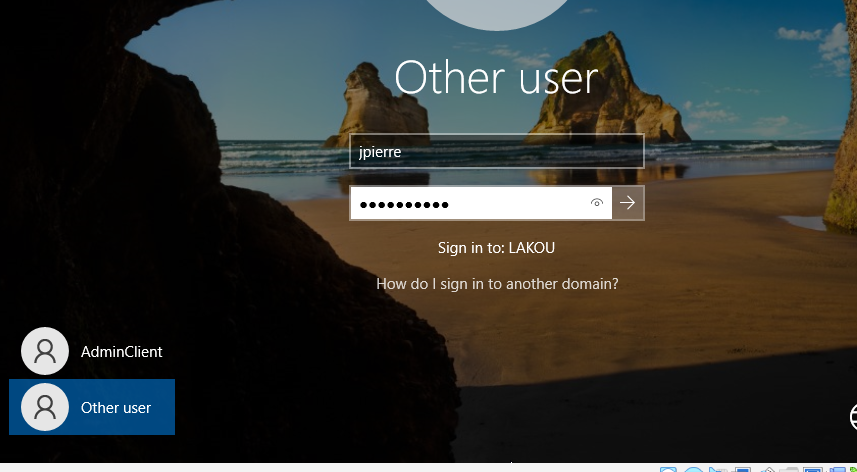 Other user
jpierre
Sign in to: LAKOU
How do I sign in to another domain?
AdminClient
Other user